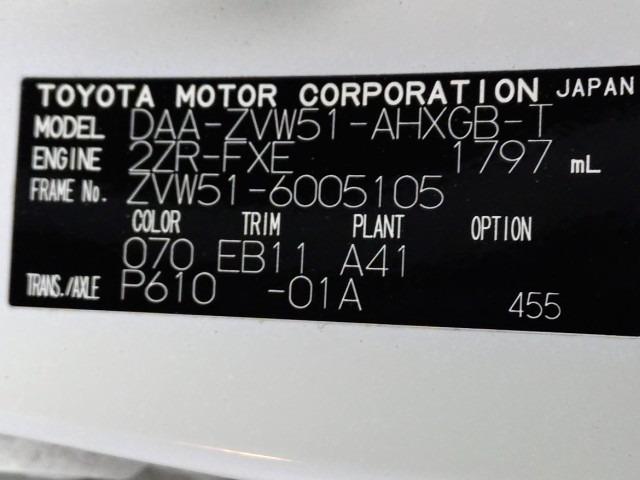 TOYOTA MOTOR CORPORATION JAPAN
MODEL DAA-ZVW51-AHXGB-T
ENGINE 2ZR-FXE 1797 mL
FRAME No. ZVW51-6005105
COLOR TRIM PLANT OPTION
070 EB11 A41
TRANS./AXLE P610 -01A 455